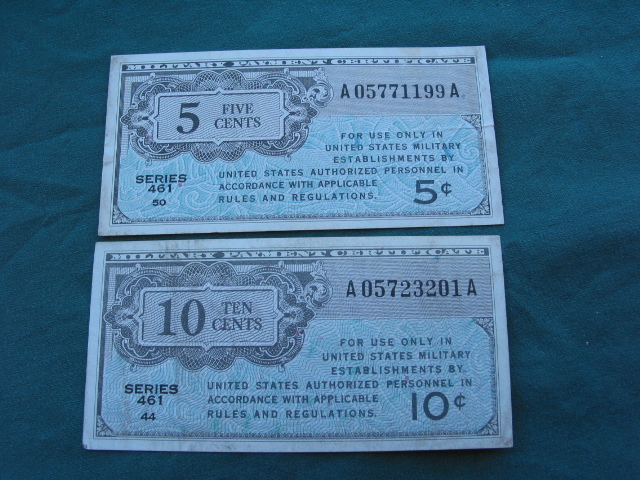 MILITARY PAYMENT CERTIFICATE
5 FIVE CENTS
A05771199A
FOR USE ONLY IN
UNITED STATES MILITARY
ESTABLISHMENTS BY
UNITED STATES AUTHORIZED PERSONNEL IN
ACCORDANCE WITH APPLICABLE
RULES AND REGULATIONS.
SERIES
461
50
5¢
MILITARY PAYMENT CERTIFICATE
10 TEN CENTS
A05723201A
FOR USE ONLY IN
UNITED STATES MILITARY
ESTABLISHMENTS BY
UNITED STATES AUTHORIZED PERSONNEL IN
ACCORDANCE WITH APPLICABLE
RULES AND REGULATIONS.
SERIES
461
44
10¢